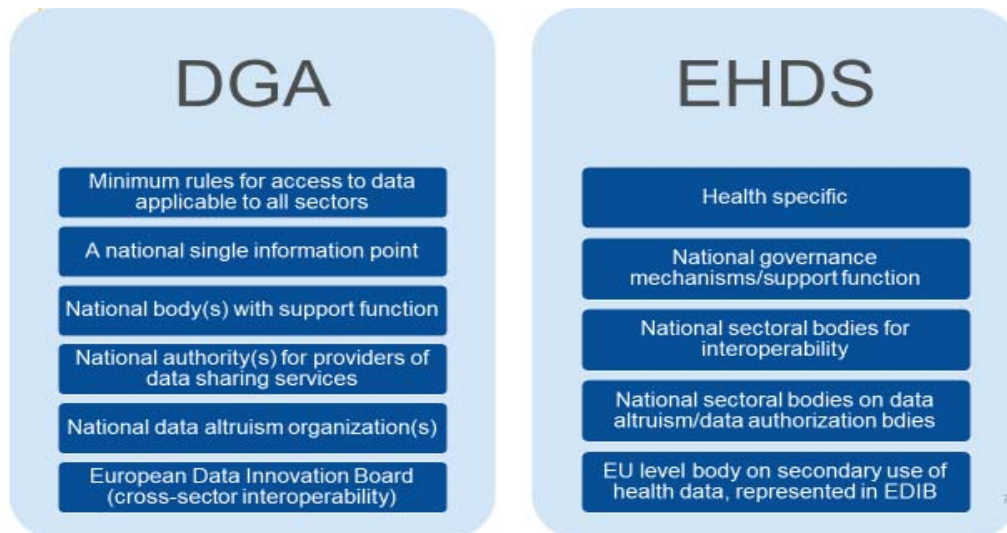 DGA
Minimum rules for access to data
applicable to all sectors
A national single information point
National body(s) with support function
National authority(s) for providers of
data sharing services
National data altruism organization(s)
European Data Innovation Board
(cross-sector interoperability)
EHDS
Health specific
National governance
mechanisms/support function
National sectoral bodies for
interoperability
National sectoral bodies on data
altruism/data authorization bdies
EU level body on secondary use of
health data, represented in EDIB
7